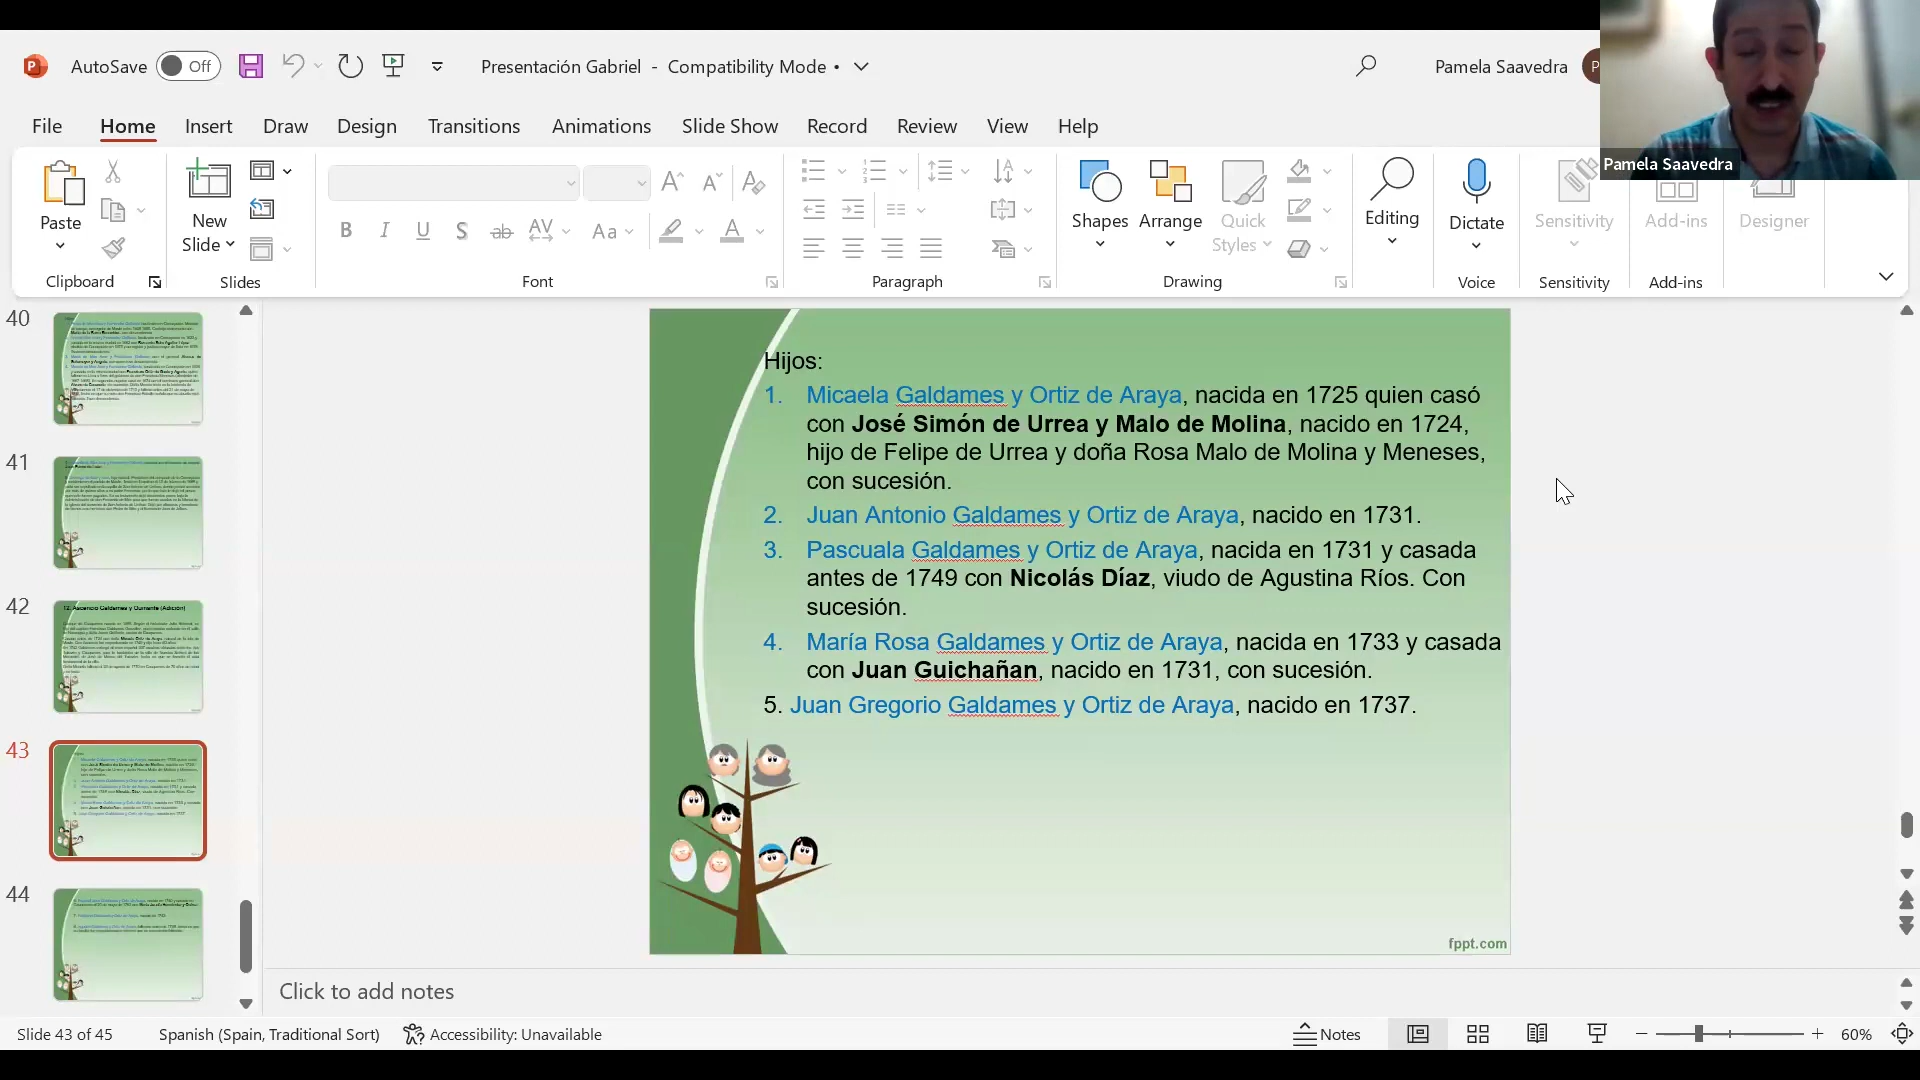 AutoSave Off Presentación Gabriel - Compatibility Mode • Pamela Saavedra P
Pamela Saavedra
File Home Insert Draw Design Transitions Animations Slide Show Record Review View Help
Paste
New
Slide
B I U S ab AV Aa A
Shapes Arrange Quick
Styles
Editing
Dictate
Sensitivity
Add-ins
Designer
Clipboard Slides Font Paragraph Drawing Voice Sensitivity Add-ins
40
41
42
12. Ascencio Galdames y Dumante (Adición)
43
44
Hijos:
1. Micaela Galdames y Ortiz de Araya, nacida en 1725 quien casó
con José Simón de Urrea y Malo de Molina, nacido en 1724,
hijo de Felipe de Urrea y doña Rosa Malo de Molina y Meneses,
con sucesión.
2. Juan Antonio Galdames y Ortiz de Araya, nacido en 1731.
3. Pascuala Galdames y Ortiz de Araya, nacida en 1731 y casada
antes de 1749 con Nicolás Díaz, viudo de Agustina Ríos. Con
sucesión.
4. María Rosa Galdames y Ortiz de Araya, nacida en 1733 y casada
con Juan Guichañan, nacido en 1731, con sucesión.
5. Juan Gregorio Galdames y Ortiz de Araya, nacido en 1737.
fppt.com
Click to add notes
Slide 43 of 45 Spanish (Spain, Traditional Sort) Accessibility: Unavailable Notes 60%